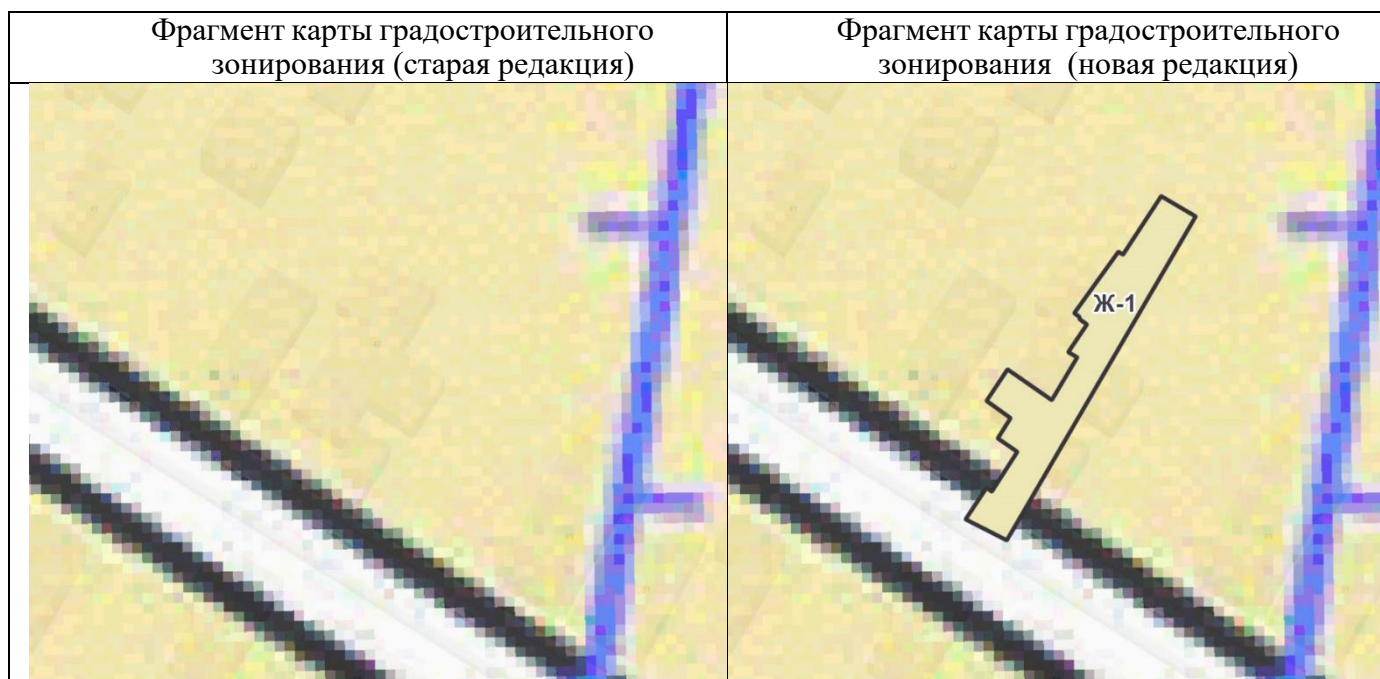 Фрагмент карты градостроительного
зонирования (старая редакция)
Фрагмент карты градостроительного
зонирования (новая редакция)
Ж-1